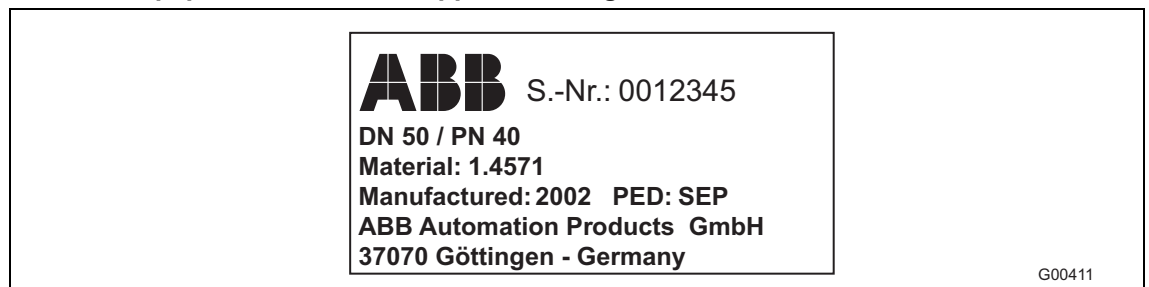 ABB S.-Nr.: 0012345
DN 50 / PN 40
Material: 1.4571
Manufactured: 2002 PED: SEP
ABB Automation Products GmbH
37070 Göttingen - Germany
G00411